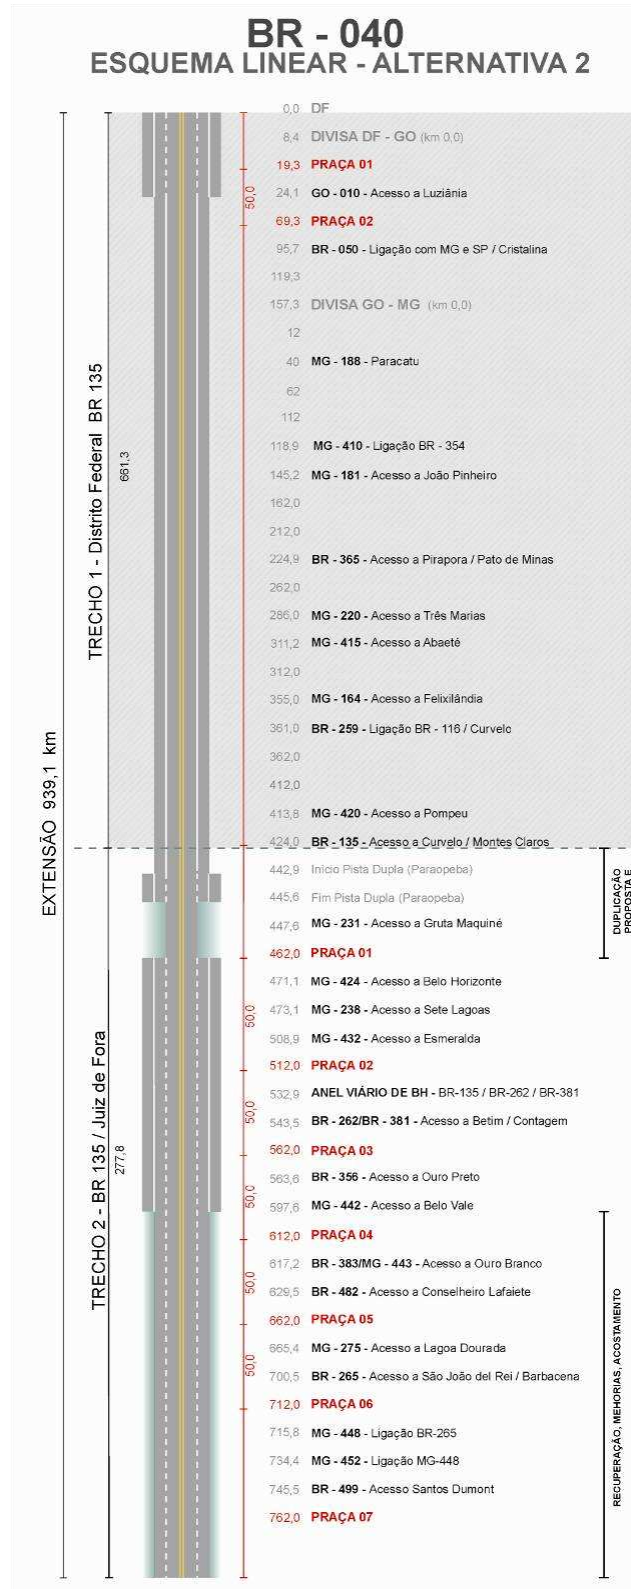 BR - 040
ESQUEMA LINEAR - ALTERNATIVA 2
0,0 DF
8,4 DIVISA DF - GO (km 0,0)
19,3 PRAÇA 01
50,0
24,1 GO - 010 - Acesso a Luziânia
69,3 PRAÇA 02
95,7 BR - 050 - Ligação com MG e SP / Cristalina
119,3
157,3 DIVISA GO - MG (km 0,0)
12
40 MG - 188 - Paracatu
62
112
118,9 MG - 410 - Ligação BR - 354
145,2 MG - 181 - Acesso a João Pinheiro
162,0
212,0
224,9 BR - 365 - Acesso a Pirapora / Pato de Minas
262,0
286,0 MG - 220 - Acesso a Três Marias
311,2 MG - 415 - Acesso a Abaeté
312,0
355,0 MG - 164 - Acesso a Felixilândia
361,0 BR - 259 - Ligação BR - 116 / Curvelo
362,0
412,0
413,8 MG - 420 - Acesso a Pompeu
424,0 BR - 135 - Acesso a Curvelo / Montes Claros
TRECHO 1 - Distrito Federal BR 135
661,3
EXTENSÃO 939,1 km
442,9 Inicio Pista Dupla (Paraopeba)
445,6 Fim Pista Dupla (Paraopeba)
447,6 MG - 231 - Acesso a Gruta Maquiné
462,0 PRAÇA 01
DUPLICAÇÃO
PROPOSTA E
471,1 MG - 424 - Acesso a Belo Horizonte
50,0
473,1 MG - 238 - Acesso a Sete Lagoas
508,9 MG - 432 - Acesso a Esmeralda
512,0 PRAÇA 02
532,9 ANEL VIÁRIO DE BH - BR-135 / BR-262 / BR-381
50,0
543,5 BR - 262/BR - 381 - Acesso a Betim / Contagem
562,0 PRAÇA 03
563,6 BR - 356 - Acesso a Ouro Preto
50,0
597,6 MG - 442 - Acesso a Belo Vale
612,0 PRAÇA 04
617,2 BR - 383/MG - 443 - Acesso a Ouro Branco
50,0
629,5 BR - 482 - Acesso a Conselheiro Lafaiete
662,0 PRAÇA 05
665,4 MG - 275 - Acesso a Lagoa Dourada
50,0
700,5 BR - 265 - Acesso a São João del Rei / Barbacena
712,0 PRAÇA 06
715,8 MG - 448 - Ligação BR-265
734,4 MG - 452 - Ligação MG-448
745,5 BR - 499 - Acesso Santos Dumont
762,0 PRAÇA 07
TRECHO 2 - BR 135 / Juiz de Fora
277,8
RECUPERAÇÃO, MEHORIAS, ACOSTAMENTO